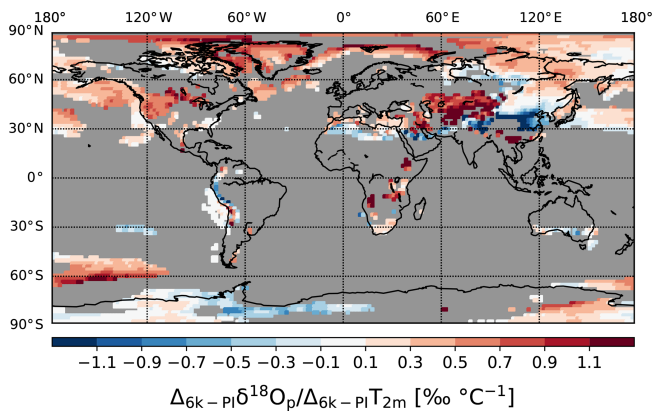 180° 120°W 60°W 0° 60°E 120°E 180°
90°N
60°N
30°N
0°
30°S
60°S
90°S
−1.1 −0.9 −0.7 −0.5 −0.3 −0.1 0.1 0.3 0.5 0.7 0.9 1.1
Δ₆ₖ₋PIδ¹⁸Oₚ/Δ₆ₖ₋PIT₂ₘ [‰ °C⁻¹]